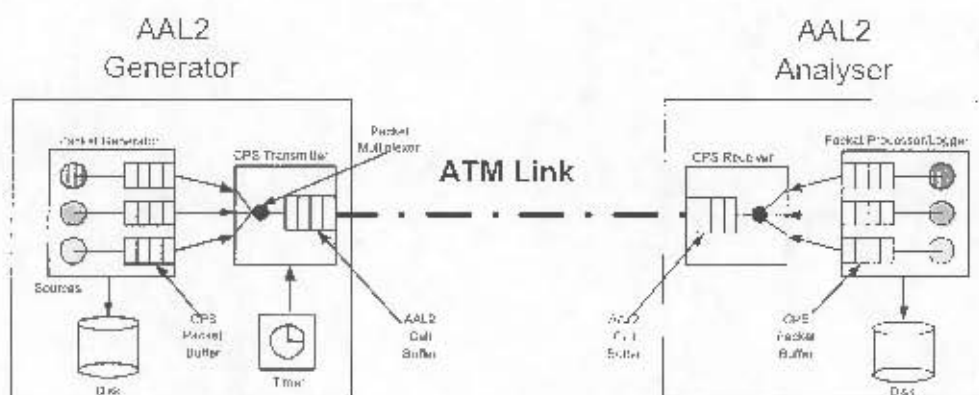 AAL2
Generator
AAL2
Analyser
Packet Generator
CPS Transmitter
Packet
Multiplexor
ATM Link
CPS Receiver
Packet Processor/Logger
Sources
CPS
Packet
Buffer
Timer
AAL2
Cell
Buffer
AAL2
Cell
Buffer
CPS
Packet
Buffer
Disk
Disk